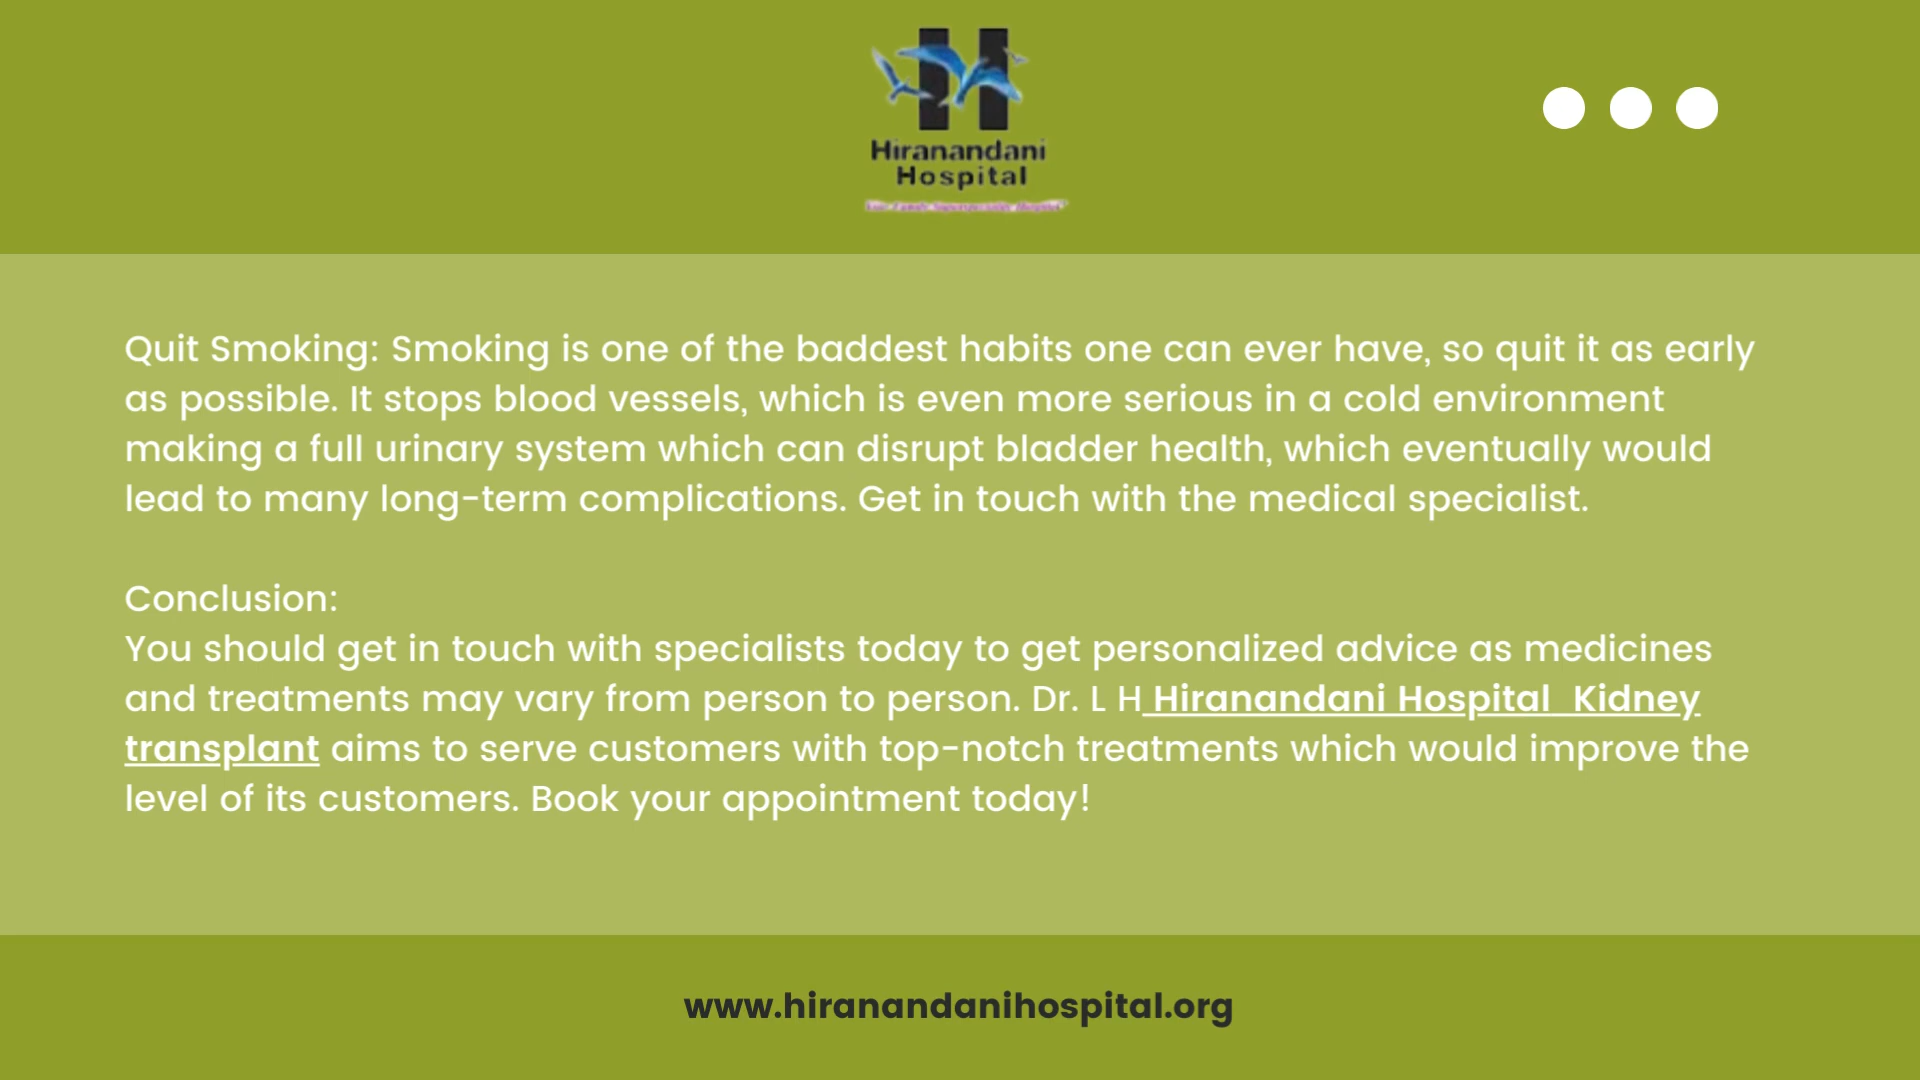 Hiranandani
Hospital
Quit Smoking: Smoking is one of the baddest habits one can ever have, so quit it as early
as possible. It stops blood vessels, which is even more serious in a cold environment
making a full urinary system which can disrupt bladder health, which eventually would
lead to many long-term complications. Get in touch with the medical specialist.
Conclusion:
You should get in touch with specialists today to get personalized advice as medicines
and treatments may vary from person to person. Dr. L H Hiranandani Hospital  Kidney
transplant aims to serve customers with top-notch treatments which would improve the
level of its customers. Book your appointment today!
www.hiranandanihospital.org